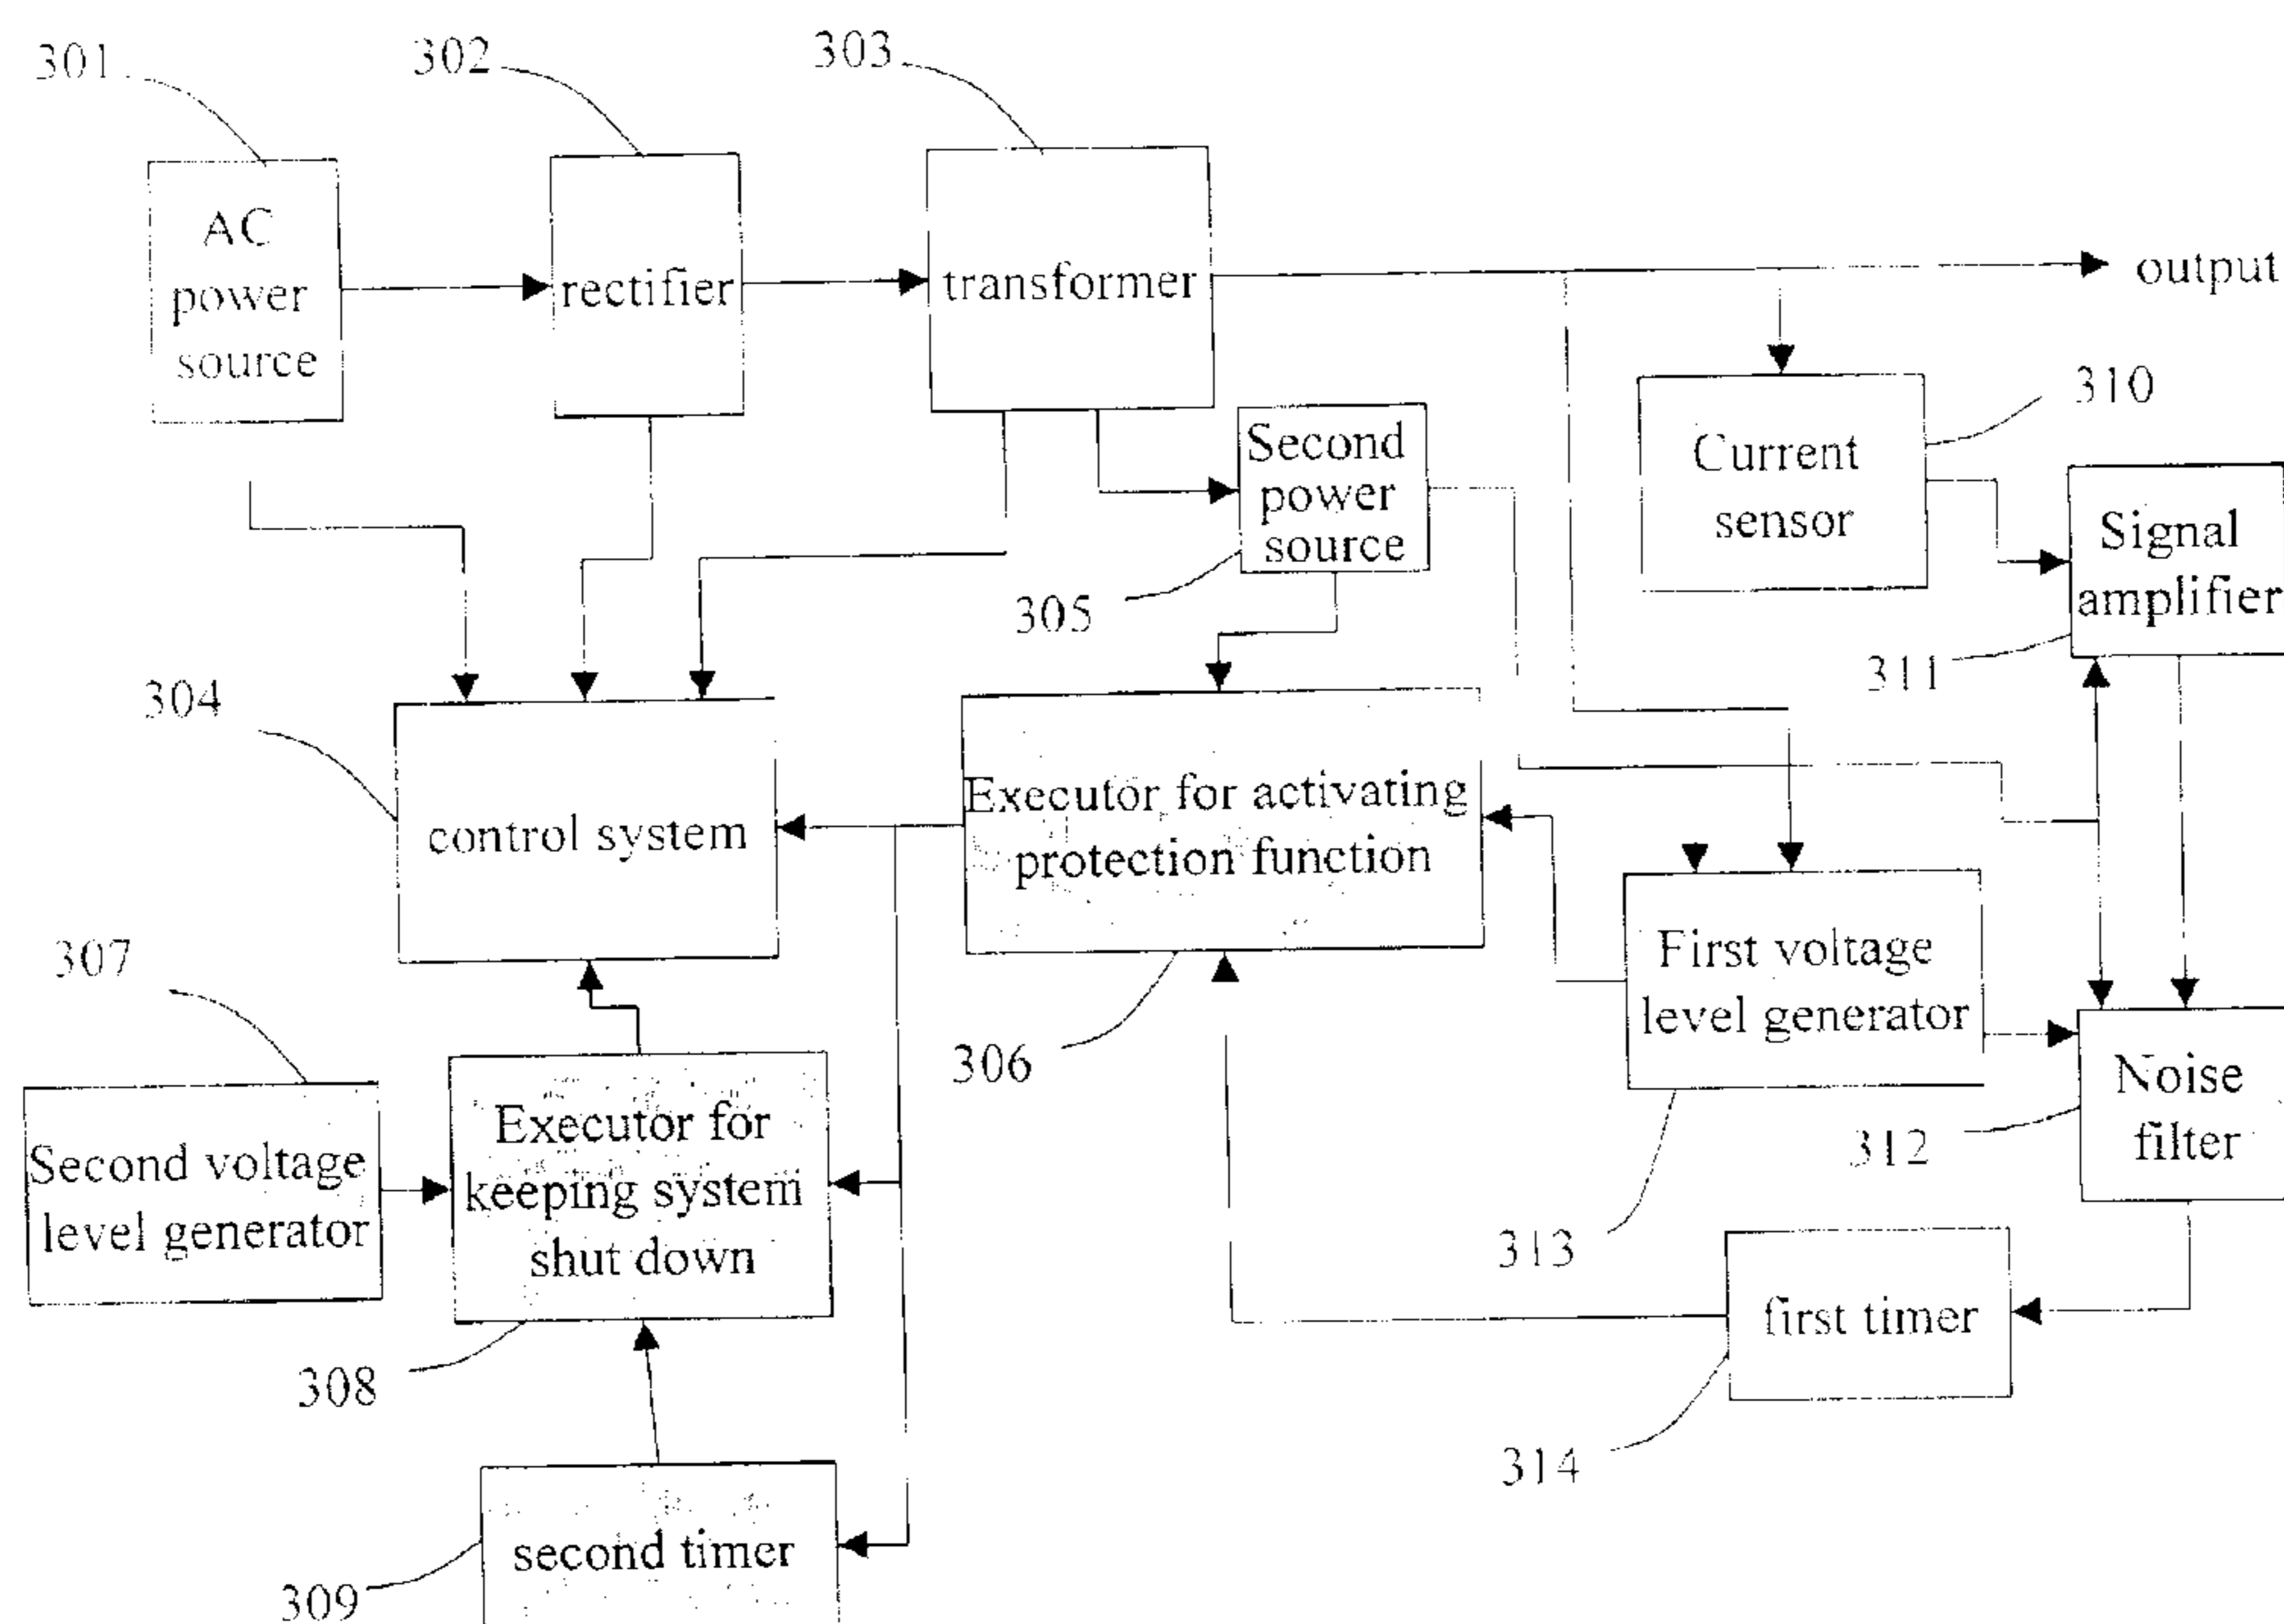 301
302
303
AC
power
source
rectifier
transformer
output
310
Second
power
source
Current
sensor
Signal
amplifier
305
311
304
control system
Executor for activating
protection function
First voltage
level generator
307
306
Noise
filter
312
Second voltage
level generator
Executor for
keeping system
shut down
313
first timer
308
314
second timer
309